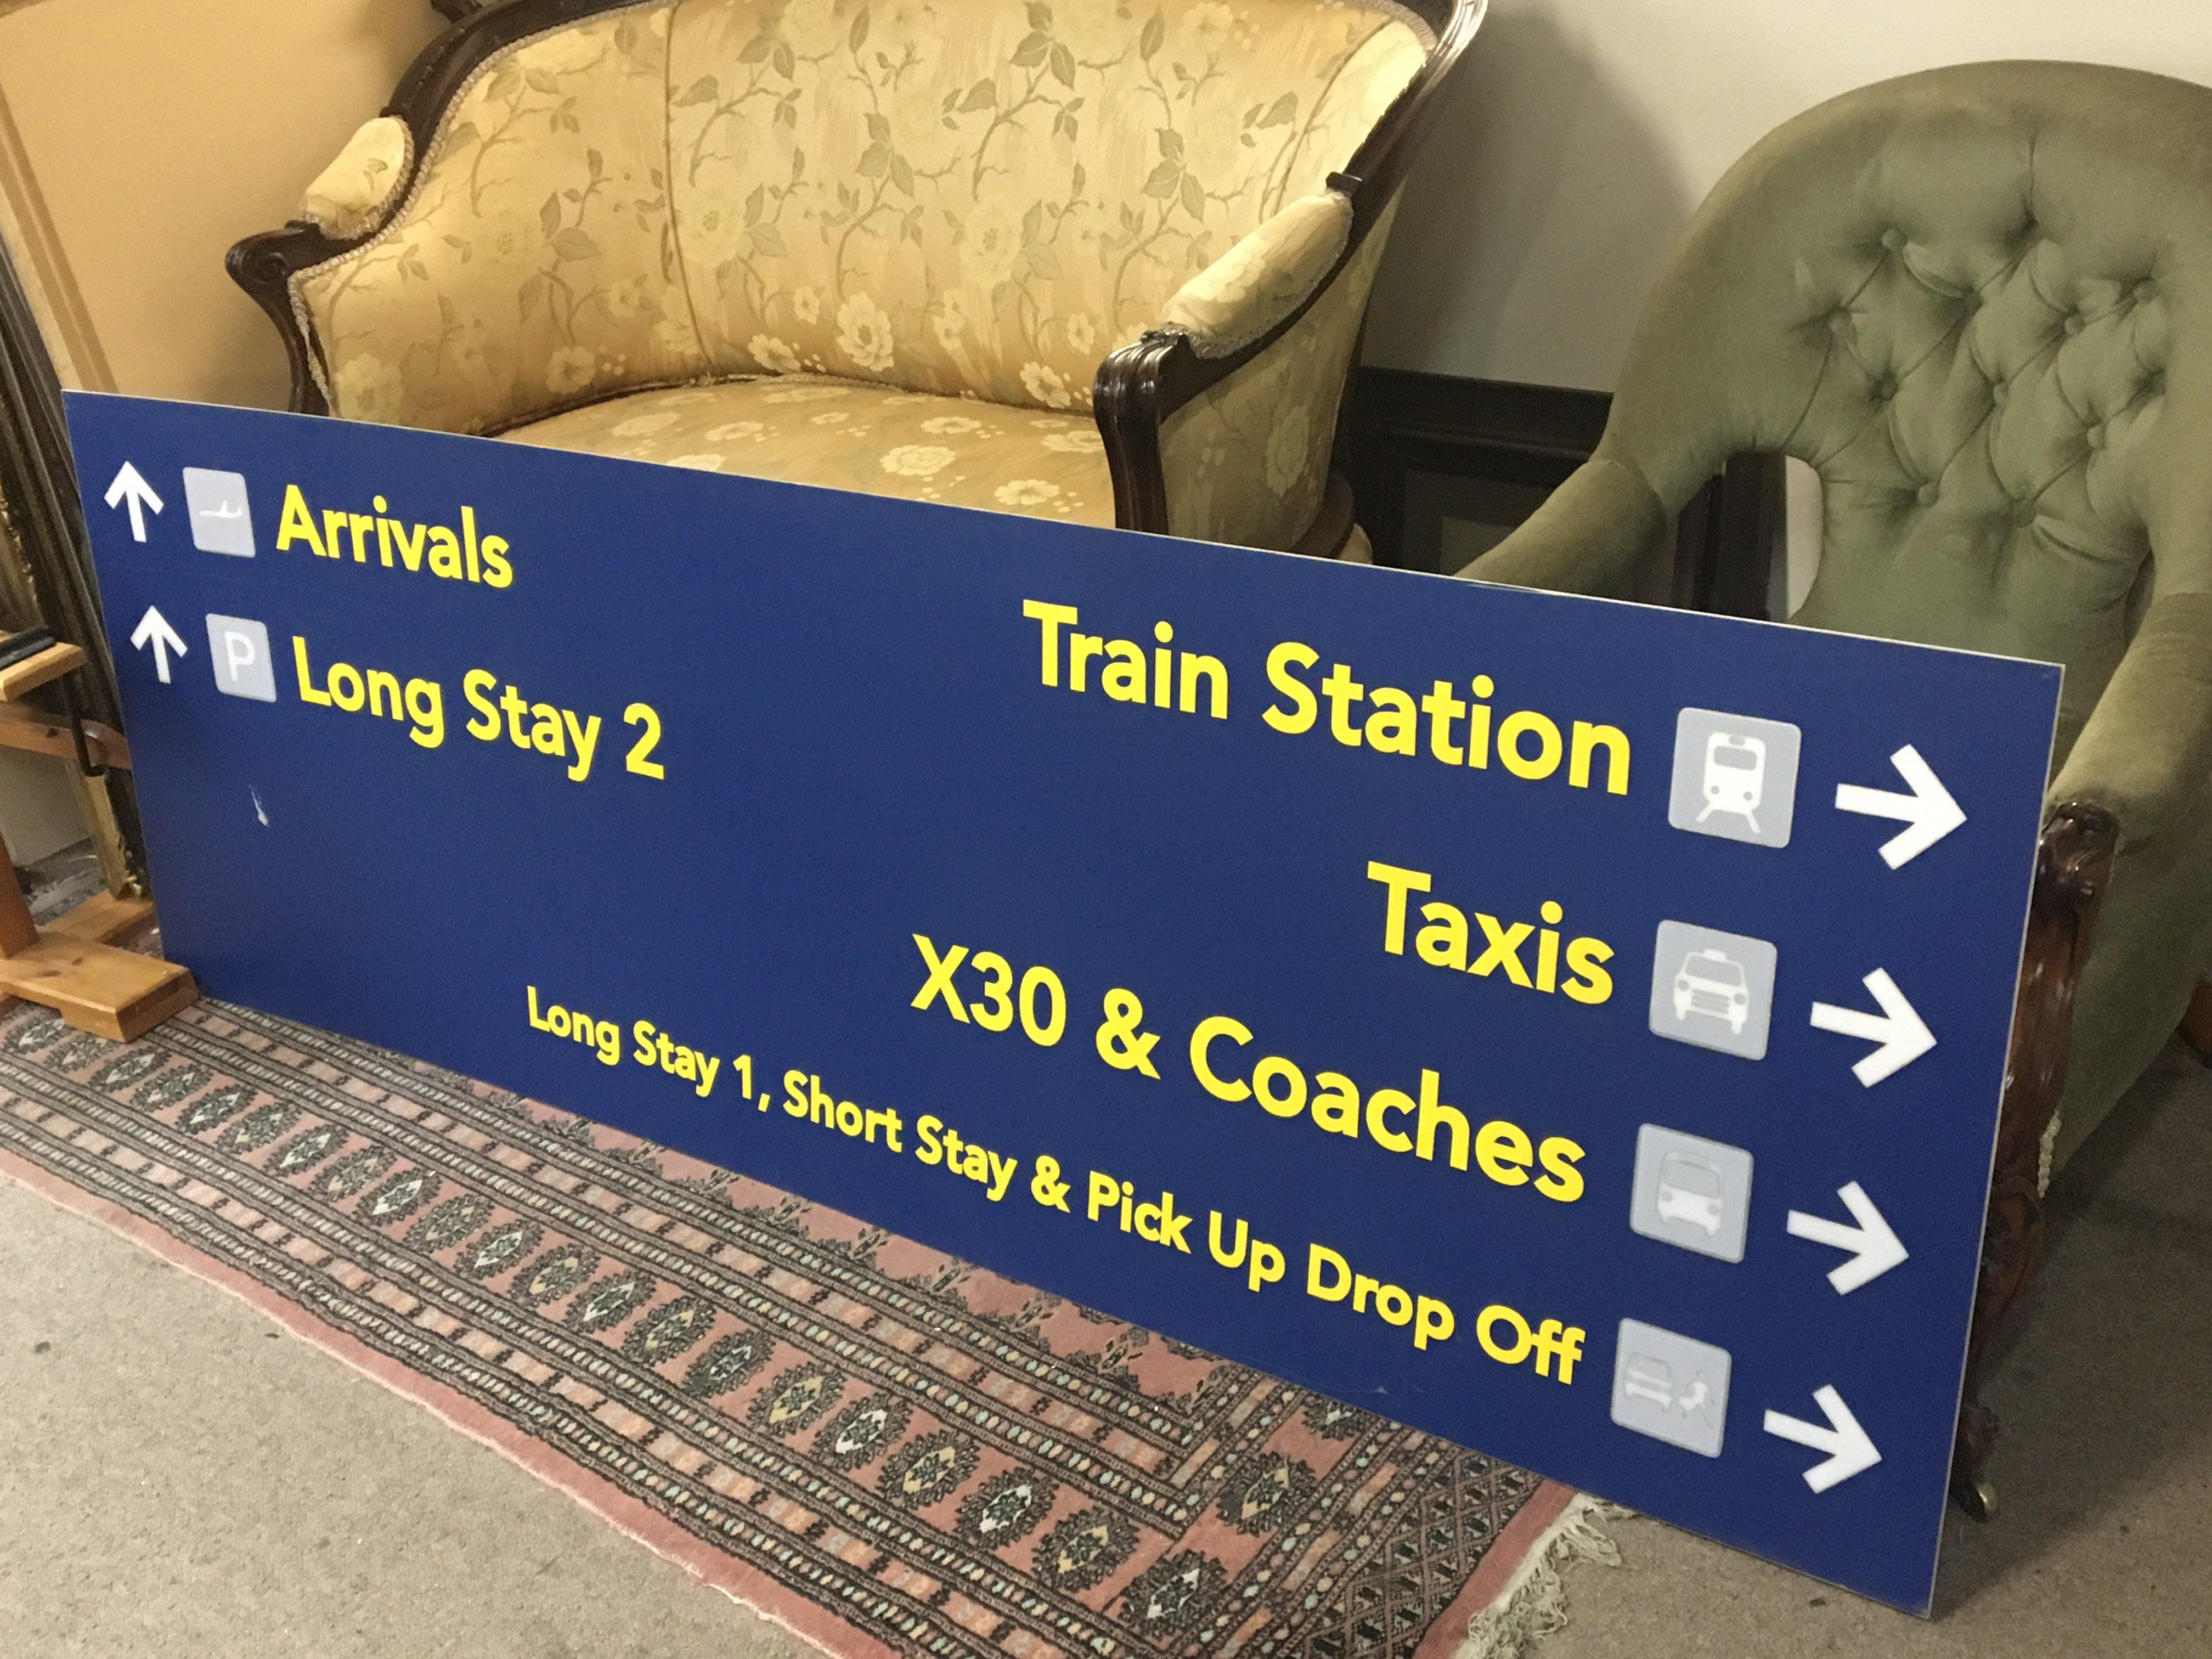 Arrivals
P Long Stay 2
Train Station
Taxis
X30 & Coaches
Long Stay 1, Short Stay & Pick Up Drop Off